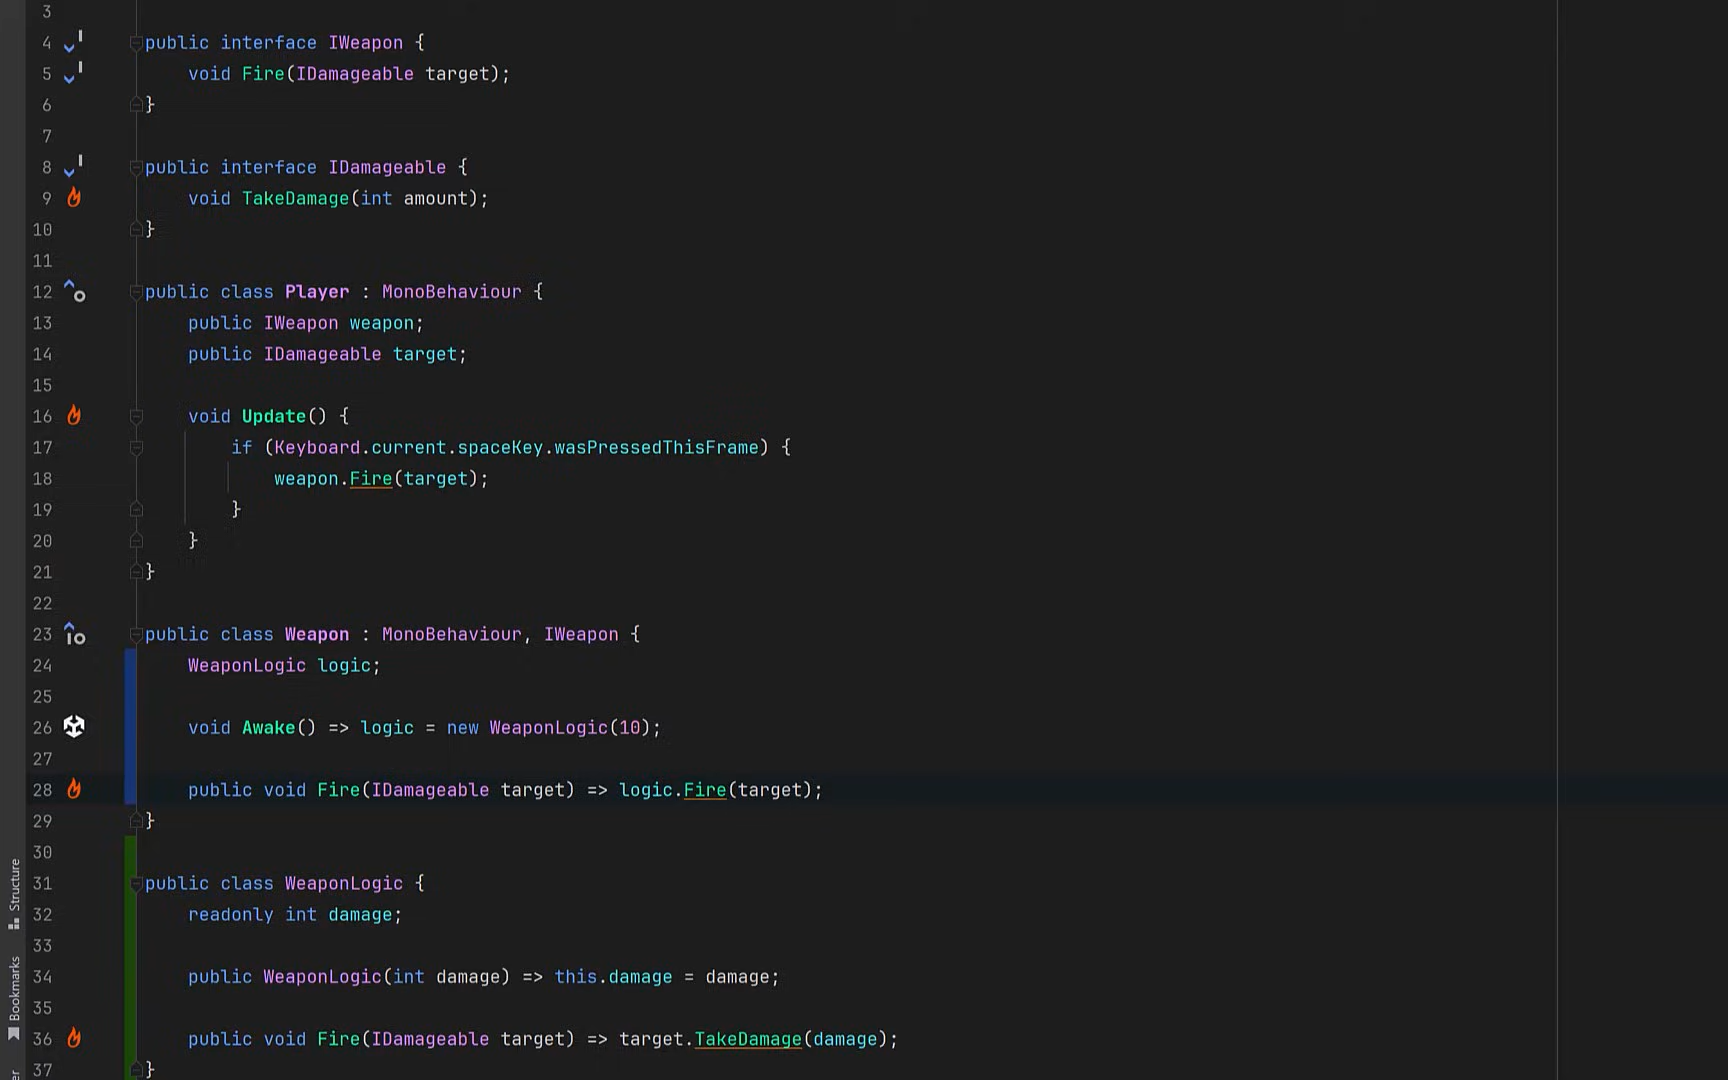 3
4 public interface IWeapon {
5 void Fire(IDamageable target);
6 }
7
8 public interface IDamageable {
9 void TakeDamage(int amount);
10 }
11
12 public class Player : MonoBehaviour {
13 public IWeapon weapon;
14 public IDamageable target;
15
16 void Update() {
17 if (Keyboard.current.spaceKey.wasPressedThisFrame) {
18 weapon.Fire(target);
19 }
20 }
21 }
22
23 public class Weapon : MonoBehaviour, IWeapon {
24 WeaponLogic logic;
25
26 void Awake() => logic = new WeaponLogic(10);
27
28 public void Fire(IDamageable target) => logic.Fire(target);
29 }
30
31 public class WeaponLogic {
32 readonly int damage;
33
34 public WeaponLogic(int damage) => this.damage = damage;
35
36 public void Fire(IDamageable target) => target.TakeDamage(damage);
37 }
Structure
Bookmarks